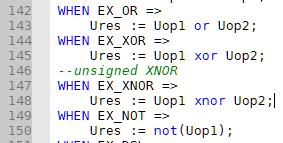 142 WHEN EX_OR =>
143 Ures := Uop1 or Uop2;
144 WHEN EX_XOR =>
145 Ures := Uop1 xor Uop2;
146 --unsigned XNOR
147 WHEN EX_XNOR =>
148 Ures := Uop1 xnor Uop2;
149 WHEN EX_NOT =>
150 Ures := not(Uop1);